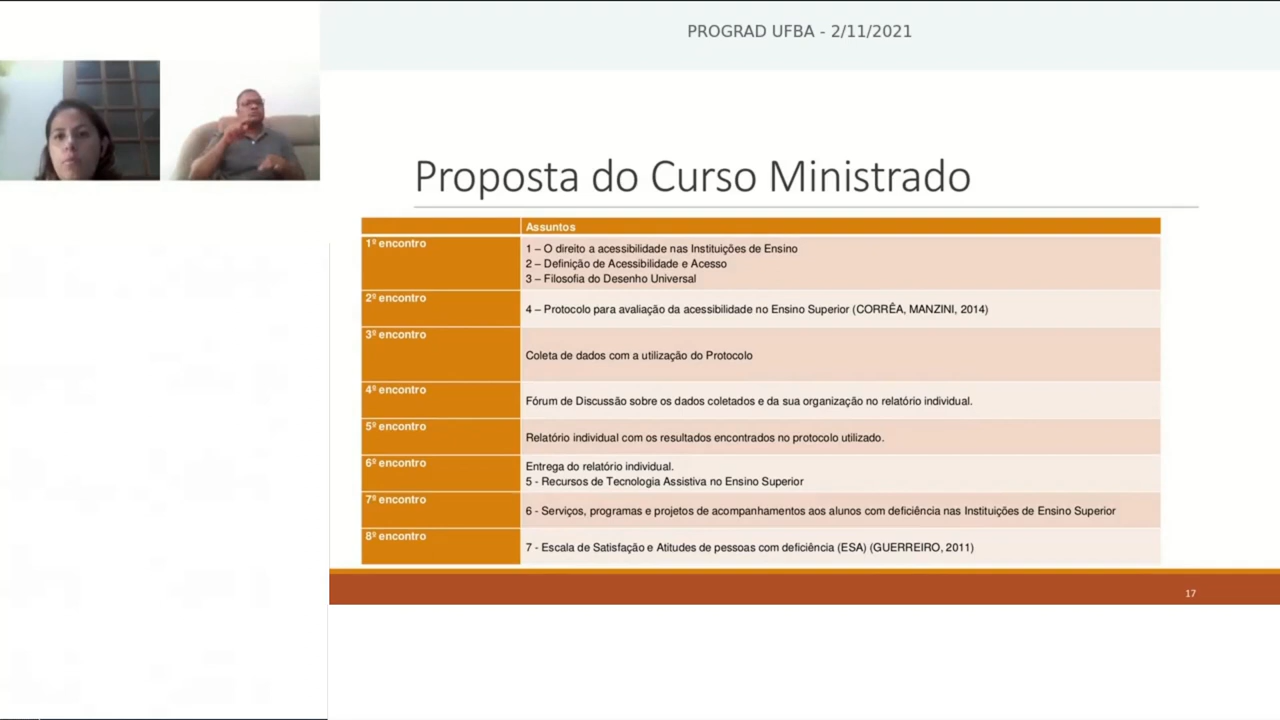 PROGRAD UFBA - 2/11/2021
Proposta do Curso Ministrado
Assuntos
1º encontro
1 – O direito a acessibilidade nas Instituições de Ensino
2 – Definição de Acessibilidade e Acesso
3 – Filosofia do Desenho Universal
2º encontro
4 – Protocolo para avaliação da acessibilidade no Ensino Superior (CORRÊA, MANZINI, 2014)
3º encontro
Coleta de dados com a utilização do Protocolo
4º encontro
Fórum de Discussão sobre os dados coletados e da sua organização no relatório individual.
5º encontro
Relatório individual com os resultados encontrados no protocolo utilizado.
6º encontro
Entrega do relatório individual.
5 - Recursos de Tecnologia Assistiva no Ensino Superior
7º encontro
6 - Serviços, programas e projetos de acompanhamentos aos alunos com deficiência nas Instituições de Ensino Superior
8º encontro
7 - Escala de Satisfação e Atitudes de pessoas com deficiência (ESA) (GUERREIRO, 2011)
17